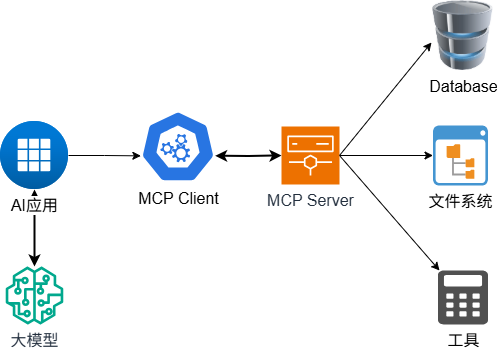 Database
AI应用
MCP Client
MCP Server
文件系统
大模型
工具